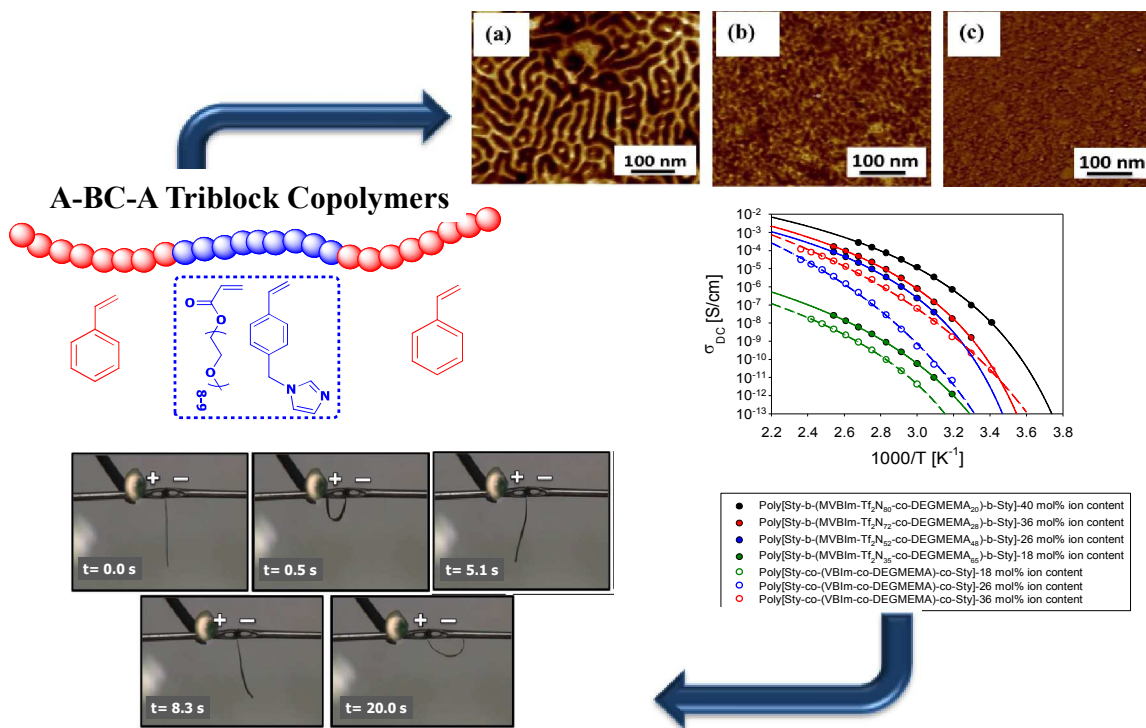 (a)
(b)
(c)
100 nm
100 nm
100 nm
A-BC-A Triblock Copolymers
O
O
O
8-9
N
N
10-2
10-3
10-4
10-5
10-6
10-7
10-8
10-9
10-10
10-11
10-12
10-13
σDC [S/cm]
2.2 2.4 2.6 2.8 3.0 3.2 3.4 3.6 3.8
1000/T [K-1]
Poly[Sty-b-(MVBIm-Tf2N80-co-DEGMEMA20)-b-Sty]-40 mol% ion content
Poly[Sty-b-(MVBIm-Tf2N72-co-DEGMEMA28)-b-Sty]-36 mol% ion content
Poly[Sty-b-(MVBIm-Tf2N52-co-DEGMEMA48)-b-Sty]-26 mol% ion content
Poly[Sty-b-(MVBIm-Tf2N35-co-DEGMEMA65)-b-Sty]-18 mol% ion content
Poly[Sty-co-(VBIm-co-DEGMEMA)-co-Sty]-18 mol% ion content
Poly[Sty-co-(VBIm-co-DEGMEMA)-co-Sty]-26 mol% ion content
Poly[Sty-co-(VBIm-co-DEGMEMA)-co-Sty]-36 mol% ion content
+ −
t= 0.0 s
+ −
t= 0.5 s
+ −
t= 5.1 s
+ −
t= 8.3 s
+ −
t= 20.0 s